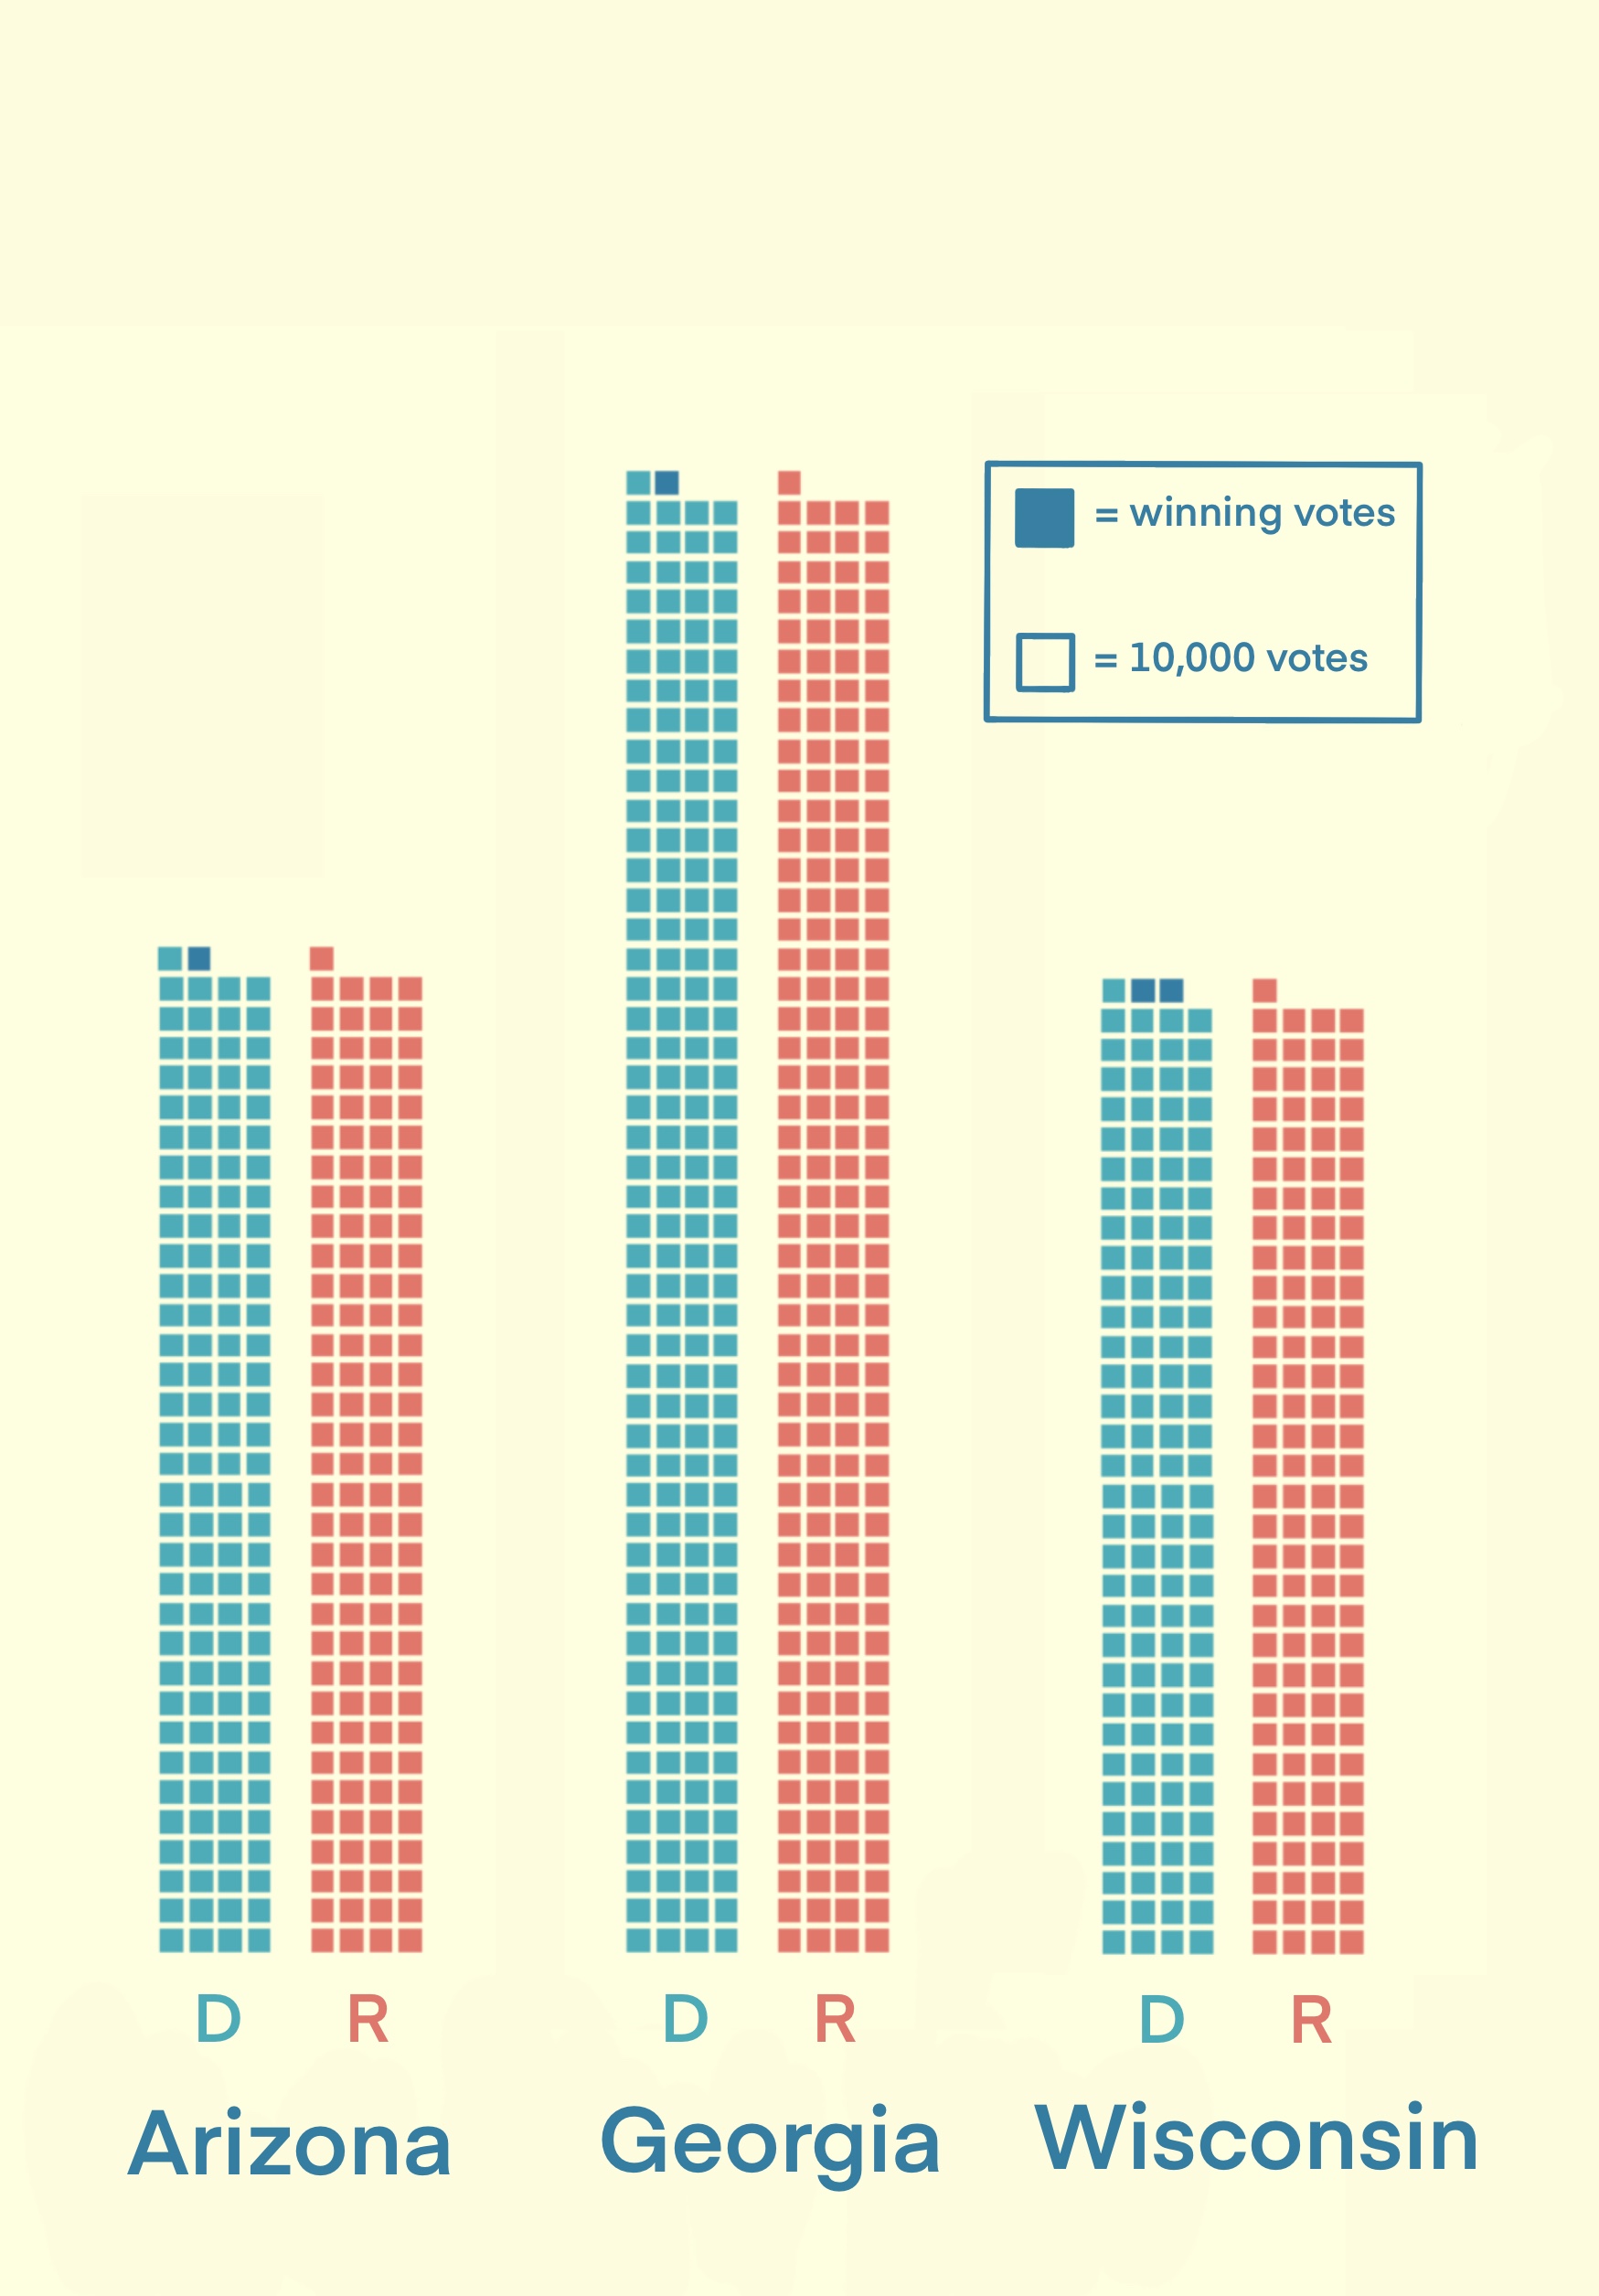 = winning votes
= 10,000 votes
D R D R D R
Arizona Georgia Wisconsin